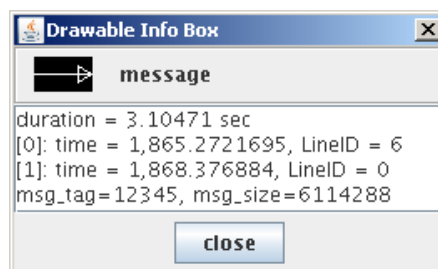 Drawable Info Box
message
duration = 3.10471 sec
[0]: time = 1,865.2721695, LineID = 6
[1]: time = 1,868.376884, LineID = 0
msg_tag=12345, msg_size=6114288
close